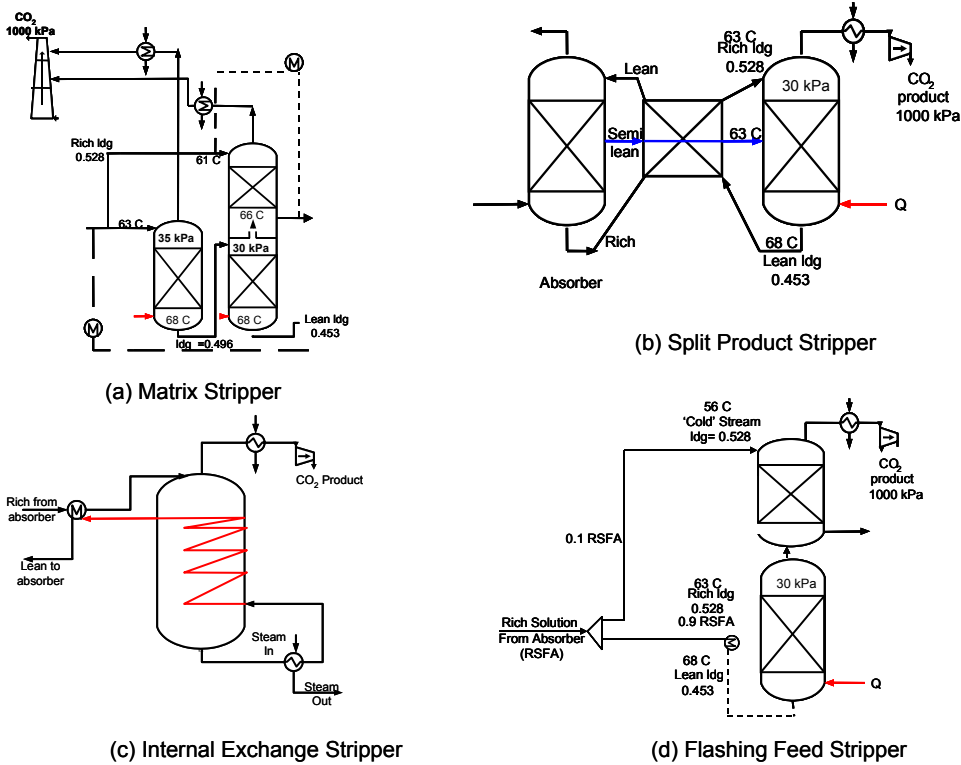 CO2
1000 kPa
Rich ldg
0.528
61 C
66 C
63 C
35 kPa
30 kPa
68 C
68 C
Lean ldg
0.453
ldg =0.496
M
M
(a) Matrix Stripper
63 C
Rich ldg
0.528
Lean
30 kPa
CO2
product
1000 kPa
Semi
lean
63 C
Q
68 C
Lean ldg
0.453
Rich
Absorber
(b) Split Product Stripper
CO2 Product
Rich from
absorber
M
Lean to
absorber
Steam
In
Steam
Out
(c) Internal Exchange Stripper
56 C
‘Cold’ Stream
ldg= 0.528
CO2
product
1000 kPa
0.1 RSFA
63 C
Rich ldg
0.528
0.9 RSFA
30 kPa
Rich Solution
From Absorber
(RSFA)
M
68 C
Lean ldg
0.453
Q
(d) Flashing Feed Stripper